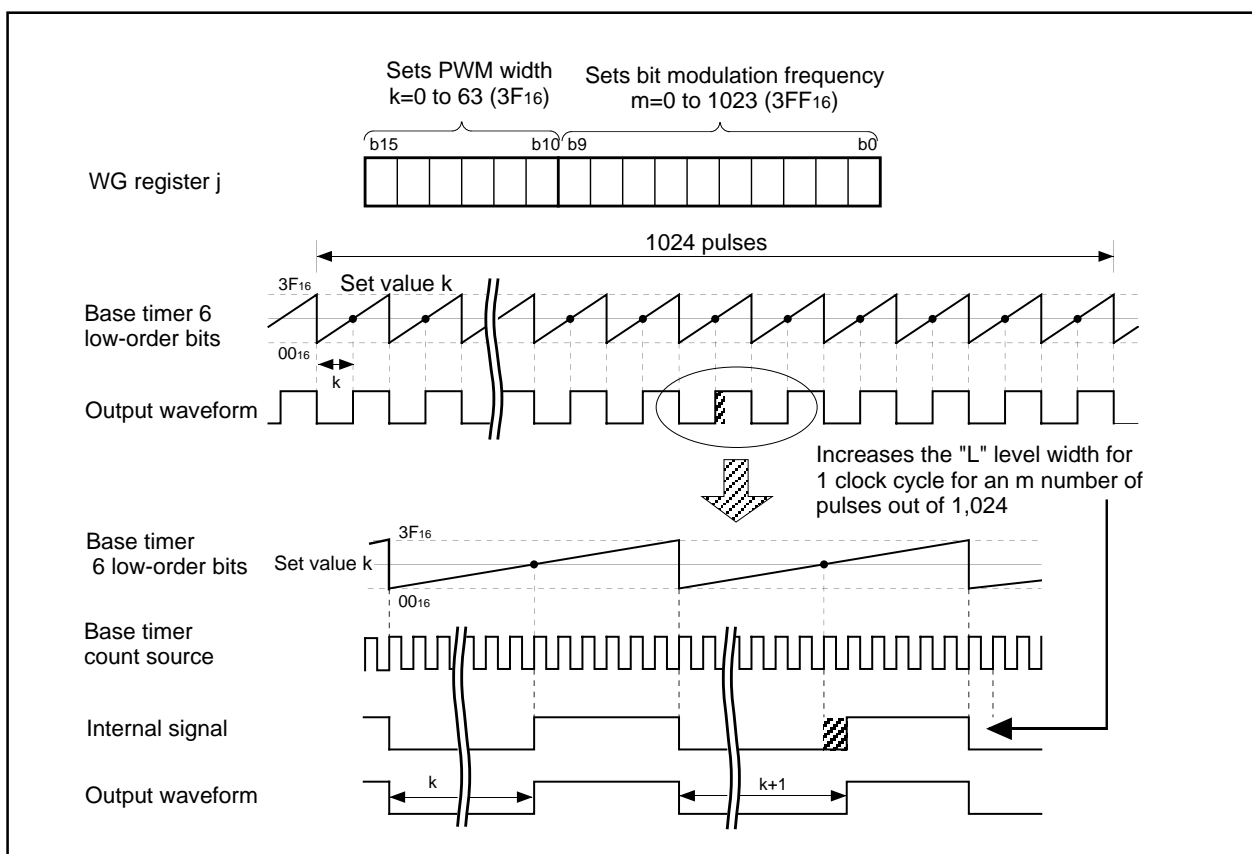 Sets PWM width
k=0 to 63 (3F16)
Sets bit modulation frequency
m=0 to 1023 (3FF16)
b15
b10
b9
b0
WG register j
1024 pulses
3F16
Set value k
Base timer 6
low-order bits
0016
k
Output waveform
Increases the "L" level width for
1 clock cycle for an m number of
pulses out of 1,024
Base timer
6 low-order bits
3F16
Set value k
0016
Base timer
count source
Internal signal
Output waveform
k
k+1